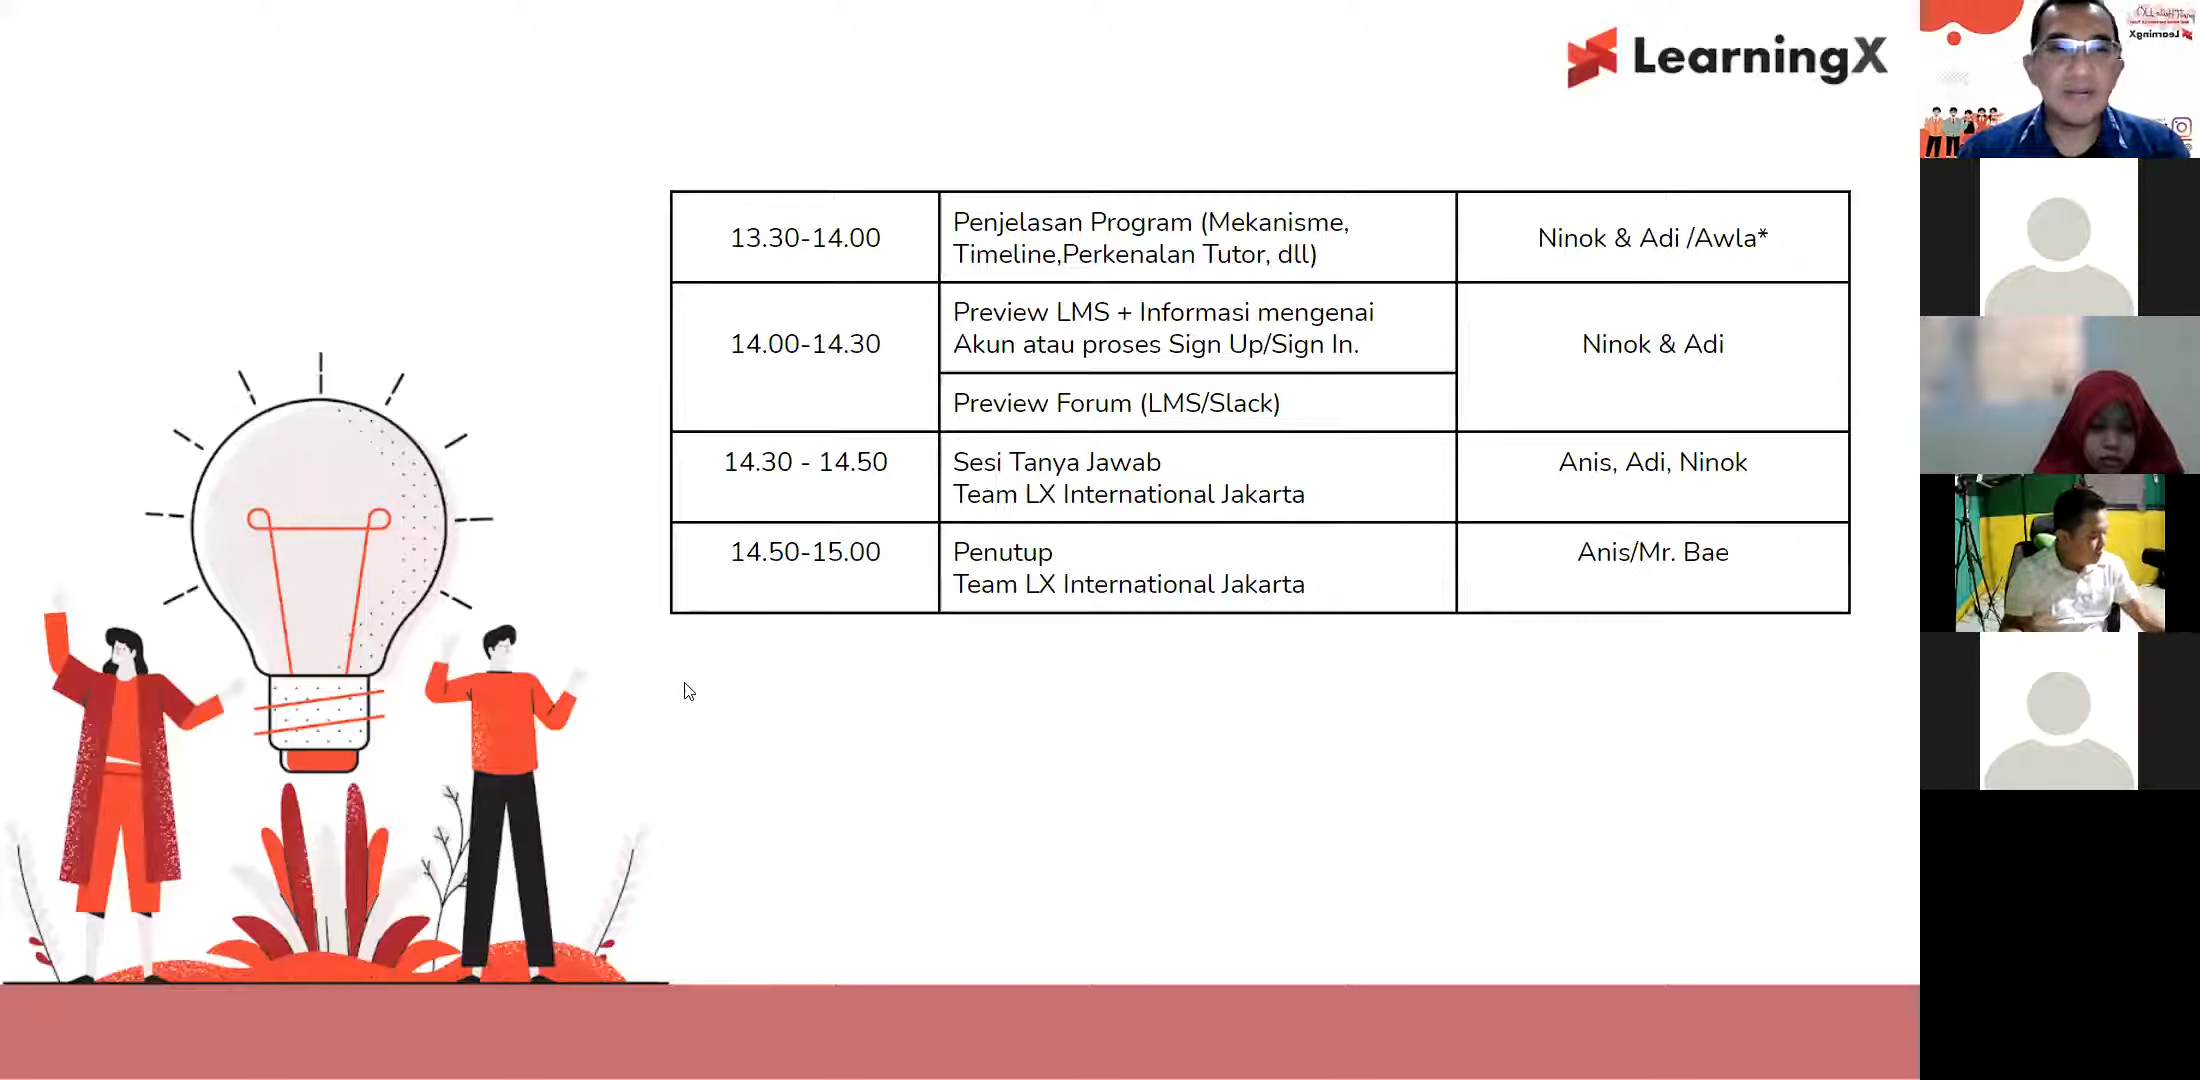 LearningX
13.30-14.00
Penjelasan Program (Mekanisme,
Timeline,Perkenalan Tutor, dll)
Ninok & Adi /Awla*
14.00-14.30
Preview LMS + Informasi mengenai
Akun atau proses Sign Up/Sign In.
Preview Forum (LMS/Slack)
Ninok & Adi
14.30 - 14.50
Sesi Tanya Jawab
Team LX International Jakarta
Anis, Adi, Ninok
14.50-15.00
Penutup
Team LX International Jakarta
Anis/Mr. Bae
LearningX